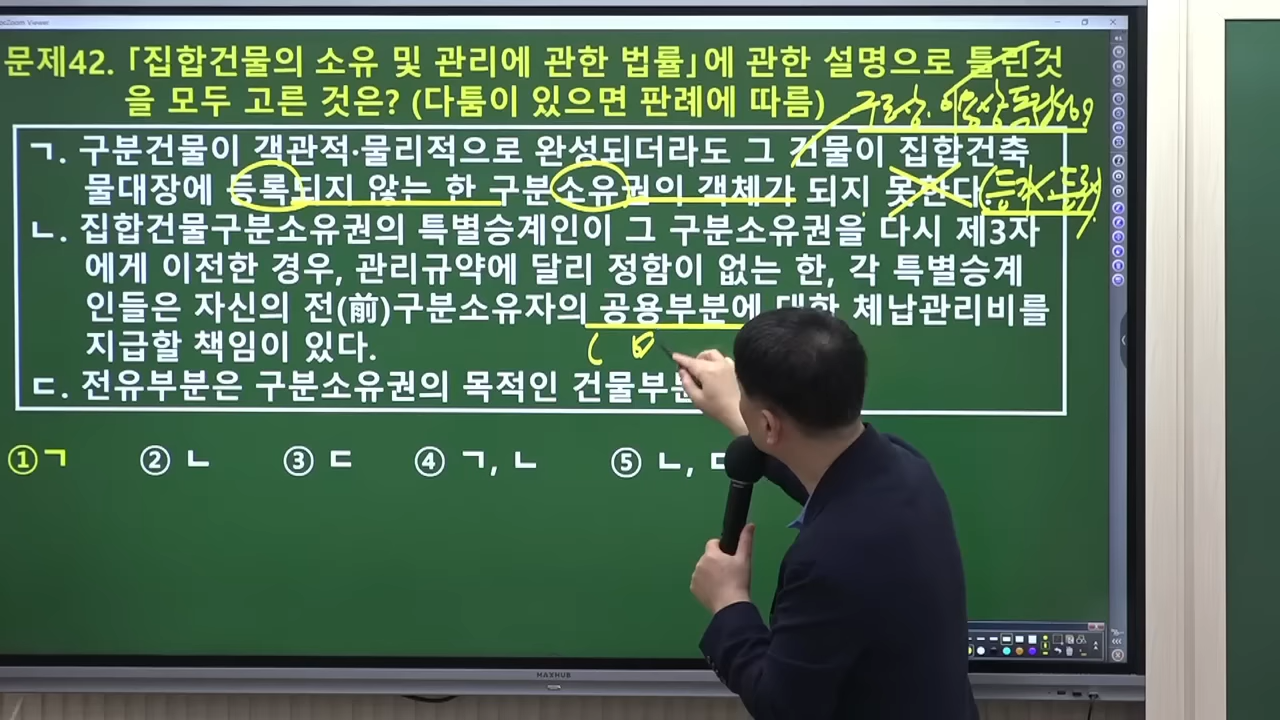 문제42. 「집합건물의 소유 및 관리에 관한 법률」에 관한 설명으로 틀린것
을 모두 고른 것은? (다툼이 있으면 판례에 따름)
ㄱ. 구분건물이 객관적·물리적으로 완성되더라도 그 건물이 집합건축
물대장에 등록되지 않는 한 구분소유권의 객체가 되지 못한다.
ㄴ. 집합건물구분소유권의 특별승계인이 그 구분소유권을 다시 제3자
에게 이전한 경우, 관리규약에 달리 정함이 없는 한, 각 특별승계
인들은 자신의 전(前)구분소유자의 공용부분에 대한 체납관리비를
지급할 책임이 있다.
ㄷ. 전유부분은 구분소유권의 목적인 건물부
①ㄱ ② ㄴ ③ ㄷ ④ ㄱ, ㄴ ⑤ ㄴ, ㄷ
MAXHUB